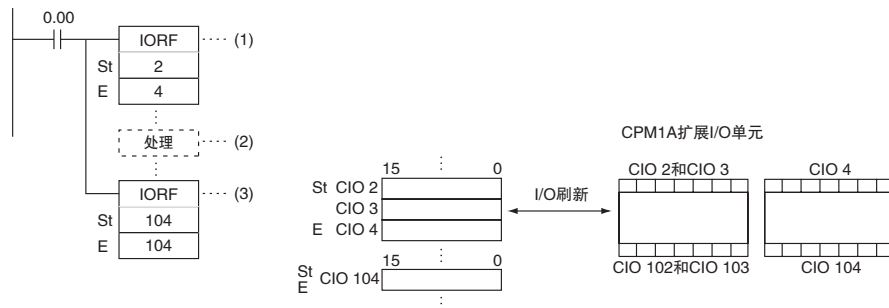 0.00
IORF (1)
St 2
E 4
处理 (2)
IORF (3)
St 104
E 104
15 0
St CIO 2
CIO 3
E CIO 4
15 0
St
E CIO 104
I/O刷新
CPM1A扩展I/O单元
CIO 2和CIO 3 CIO 4
CIO 102和CIO 103 CIO 104